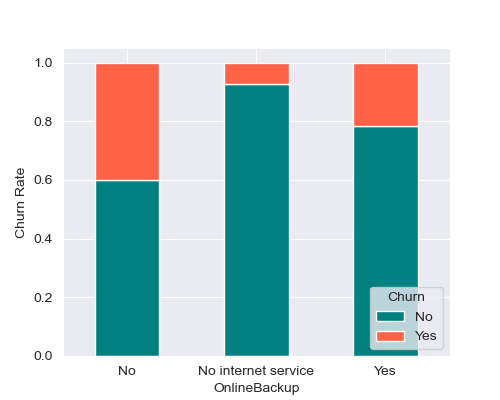 1.0
0.8
0.6
0.4
0.2
0.0
Churn Rate
No
No internet service
Yes
OnlineBackup
Churn
No
Yes